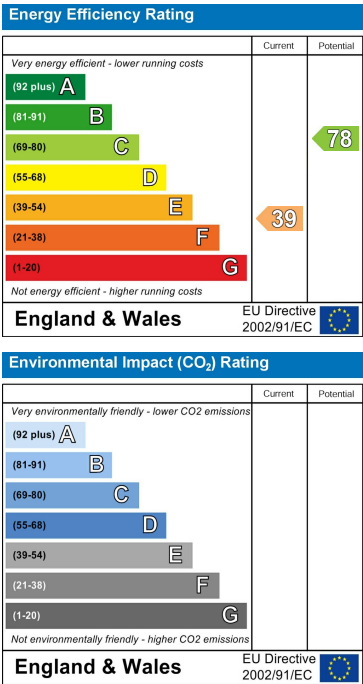 Energy Efficiency Rating
Current Potential
Very energy efficient - lower running costs
(92 plus) A
(81-91) B
(69-80) C
(55-68) D
(39-54) E
(21-38) F
(1-20) G
78
39
Not energy efficient - higher running costs
England & Wales
EU Directive
2002/91/EC
Environmental Impact (CO₂) Rating
Current Potential
Very environmentally friendly - lower CO2 emissions
(92 plus) A
(81-91) B
(69-80) C
(55-68) D
(39-54) E
(21-38) F
(1-20) G
Not environmentally friendly - higher CO2 emissions
England & Wales
EU Directive
2002/91/EC